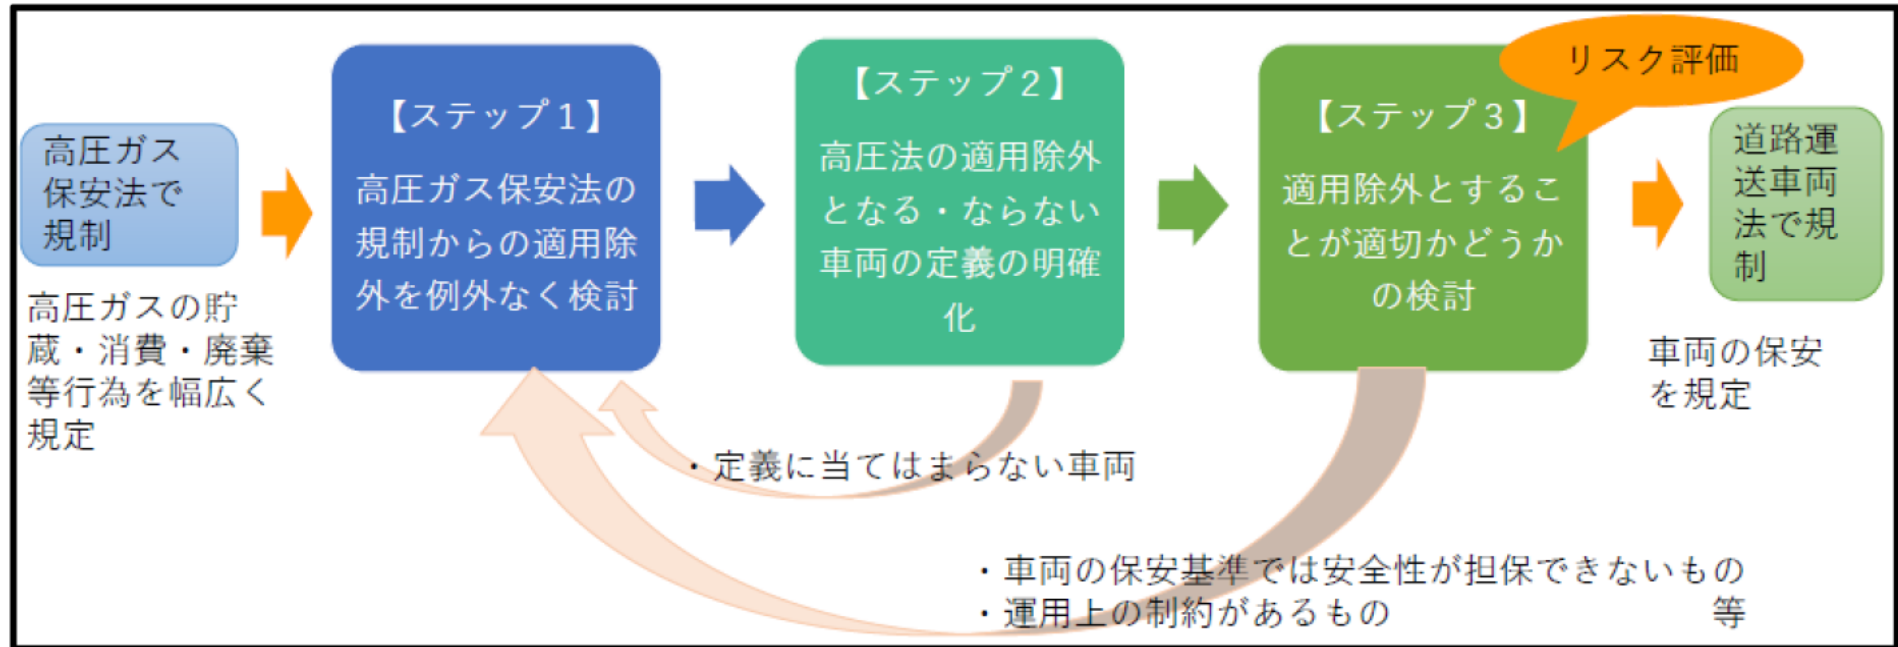 高圧ガス
保安法で
規制
高圧ガスの貯
蔵・消費・廃棄
等行為を幅広く
規定
【ステップ１】
高圧ガス保安法の
規制からの適用除
外を例外なく検討
【ステップ２】
高圧法の適用除外
となる・ならない
車両の定義の明確
化
【ステップ３】
適用除外とするこ
とが適切かどうか
の検討
リスク評価
道路運
送車両
法で規
制
車両の保安
を規定
・定義に当てはまらない車両
・車両の保安基準では安全性が担保できないもの
・運用上の制約があるもの　　　　　　　　　等